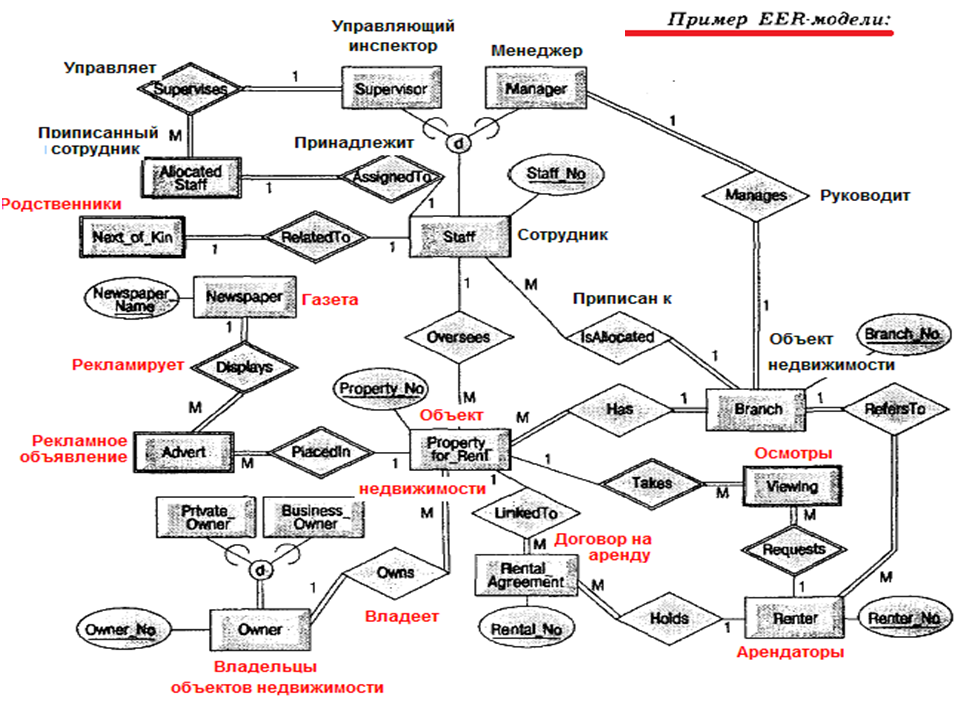 Пример EER-модели:
Управляющий
инспектор
Менеджер
Управляет
1
Supervises
Supervisor
Manager
1
M
d
Приписанный
сотрудник
Принадлежит
Allocated
Staff
1
AssignedTo
1
Staff_No
Manages
Руководит
Родственники
Next_of_Kin
1
RelatedTo
1
Staff
Сотрудник
Newspaper_
Name
Newspaper
Газета
1
M
Приписан к
1
1
Oversees
IsAllocated
Объект
недвижимости
Branch_No
Рекламирует
Displays
1
Property_No
M
M
Объект
M
Has
1
Branch
1
RefersTo
Рекламное
объявление
Advert
M
PlacedIn
1
Property
for_Rent
1
Осмотры
недвижимости
1
Takes
M
Viewing
M
Private_
Owner
Business_
Owner
M
LinkedTo
Договор на
аренду
M
Requests
d
Owns
Rental
Agreement
M
1
M
1
Владеет
Owner_No
Owner
Rental_No
Holds
1
Renter
Renter_No
Владельцы
объектов недвижимости
Арендаторы